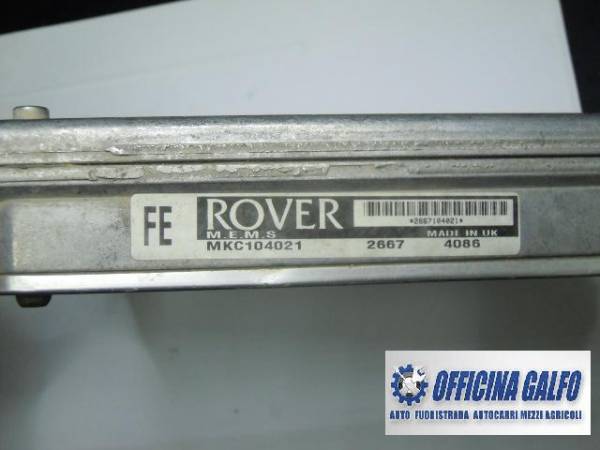 FE
ROVER
*2667104021*
M.E.M.S MADE IN UK
MKC104021 2667 4086
OFFICINA GALFO
AUTO FUORISTRADA AUTOCARRI MEZZI AGRICOLI